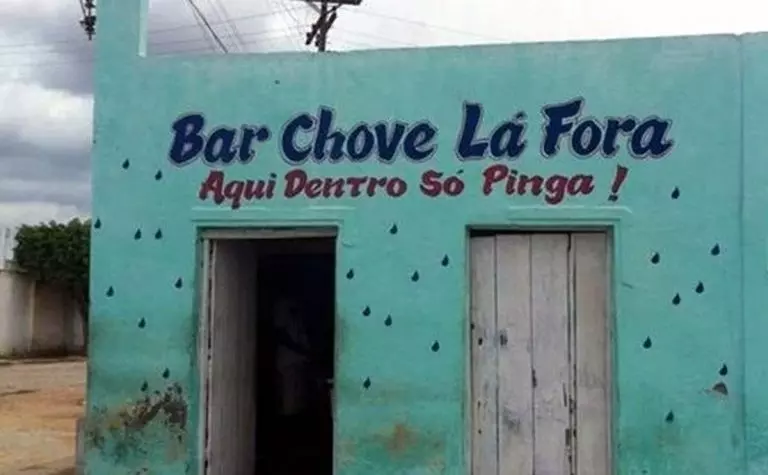 Bar Chove Lá Fora
Aqui Dentro Só Pinga !